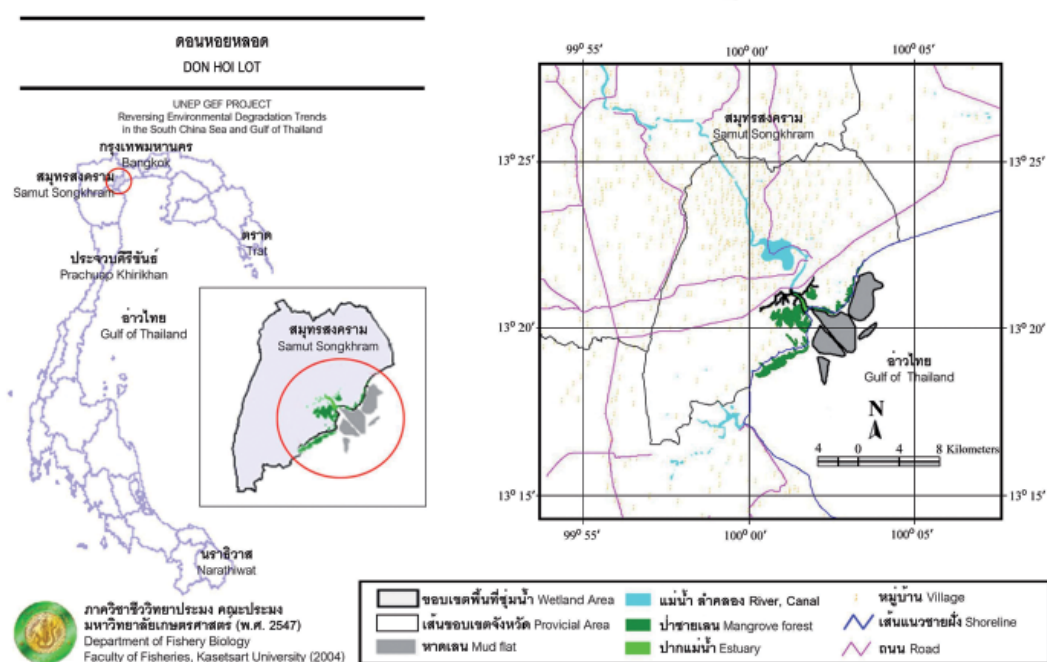 ดอนหอยหลอด
DON HOI LOT
UNEP GEF PROJECT
Reversing Environmental Degradation Trends
in the South China Sea and Gulf of Thailand
กรุงเทพมหานคร
Bangkok
สมุทรสงคราม
Samut Songkhram
ตราด
Trat
ประจวบคีรีขันธ์
Prachuap Khirikhan
อ่าวไทย
Gulf of Thailand
สมุทรสงคราม
Samut Songkhram
นราธิวาส
Narathiwat
ภาควิชาชีววิทยาประมง คณะประมง
มหาวิทยาลัยเกษตรศาสตร์ (พ.ศ. 2547)
Department of Fishery Biology
Faculty of Fisheries, Kasetsart University (2004)
99° 55' 100° 00' 100° 05'
สมุทรสงคราม
Samut Songkhram
13° 25' 13° 25'
13° 20' 13° 20'
อ่าวไทย
Gulf of Thailand
N
4 0 4 8 Kilometers
13° 15' 13° 15'
99° 55' 100° 00' 100° 05'
ขอบเขตพื้นที่ชุ่มน้ำ Wetland Area
เส้นขอบเขตจังหวัด Provicial Area
หาดเลน Mud flat
แม่น้ำ ลำคลอง River, Canal
ป่าชายเลน Mangrove forest
ปากแม่น้ำ Estuary
หมู่บ้าน Village
เส้นแนวชายฝั่ง Shoreline
ถนน Road